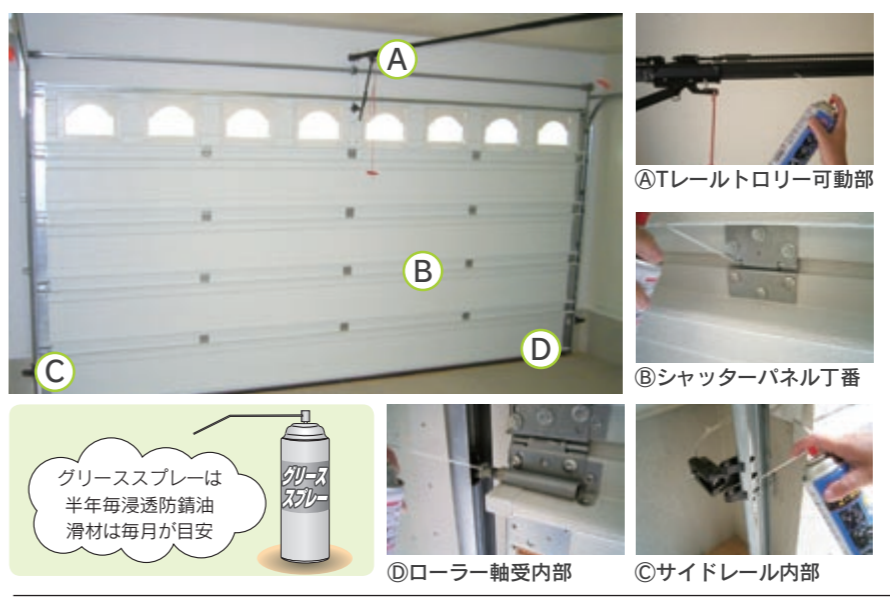 A
B
C
D
ⒶTレールトロリー可動部
Ⓑシャッターパネル丁番
グリーススプレーは
半年毎浸透防錆油
滑材は毎月が目安
グリース
スプレー
Ⓓローラー軸受内部
Ⓒサイドレール内部